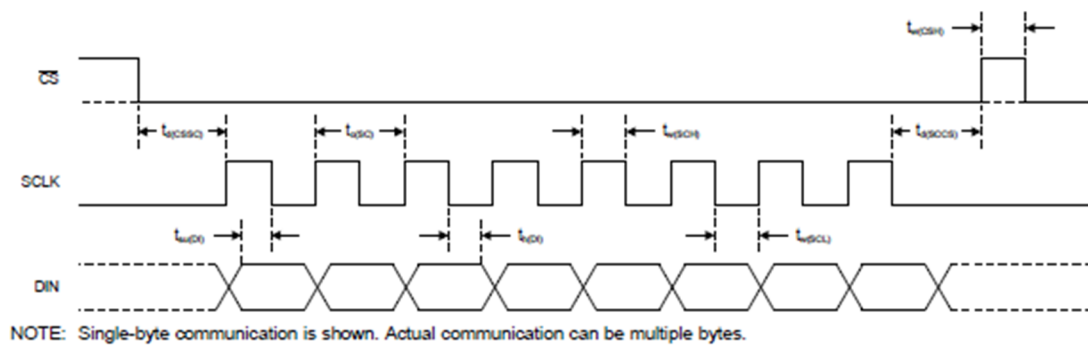 tw(CSH)
CS
td(CSSC)
tc(SC)
tw(SCH)
td(SCCS)
SCLK
tsu(DI)
th(DI)
tw(SCL)
DIN
NOTE: Single-byte communication is shown. Actual communication can be multiple bytes.